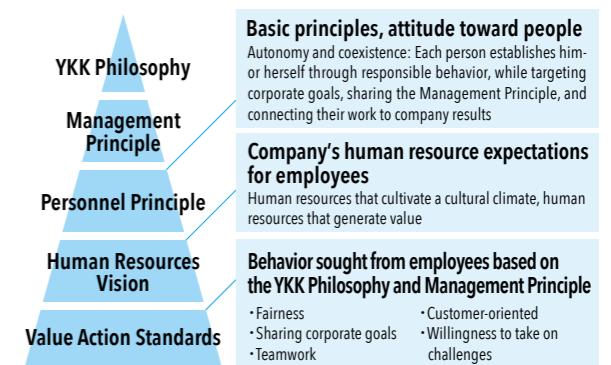 YKK Philosophy
Management
Principle
Personnel Principle
Human Resources
Vision
Value Action Standards
Basic principles, attitude toward people
Autonomy and coexistence: Each person establishes him-
or herself through responsible behavior, while targeting
corporate goals, sharing the Management Principle, and
connecting their work to company results
Company's human resource expectations
for employees
Human resources that cultivate a cultural climate, human
resources that generate value
Behavior sought from employees based on
the YKK Philosophy and Management Principle
・Fairness
・Sharing corporate goals
・Teamwork
・Customer-oriented
・Willingness to take on
challenges